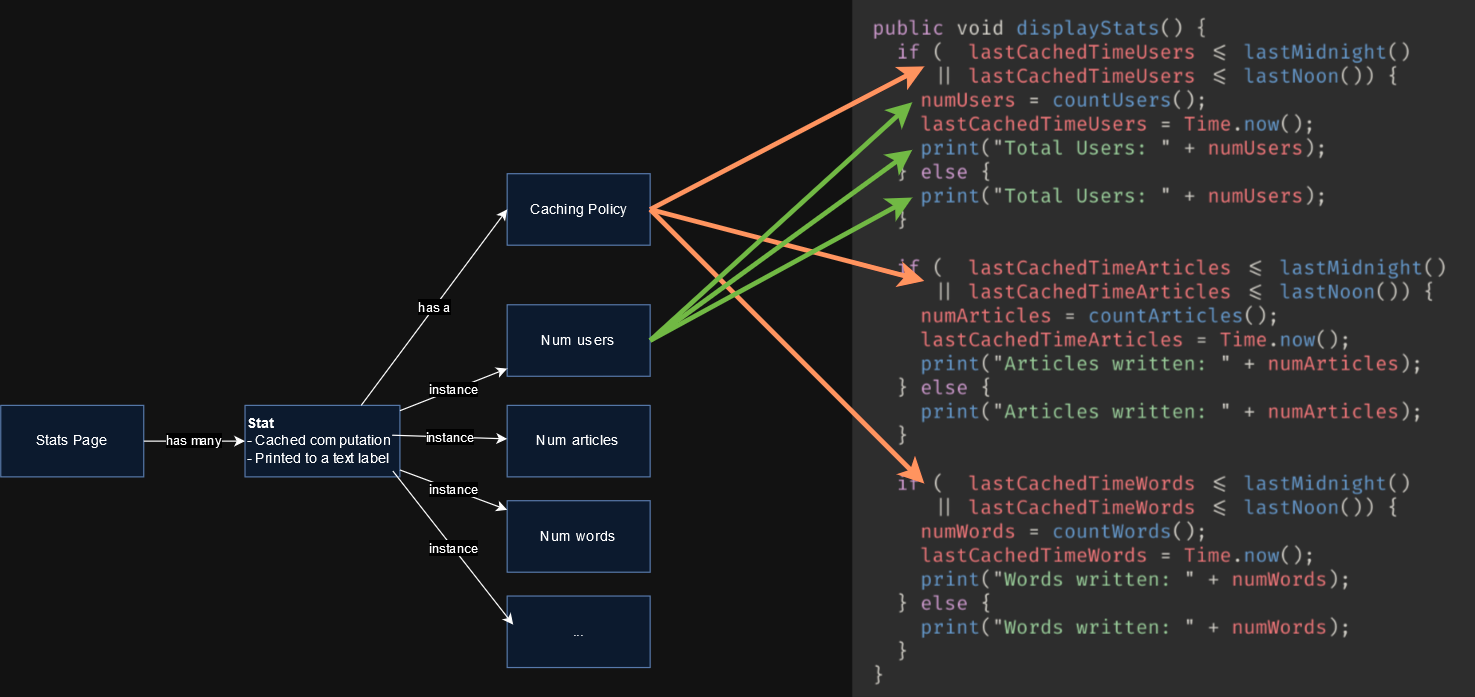 Stats Page
has many
Stat
- Cached computation
- Printed to a text label
has a
instance
instance
instance
instance
Caching Policy
Num users
Num articles
Num words
...
public void displayStats() {
if (  lastCachedTimeUsers ⩽ lastMidnight()
|| lastCachedTimeUsers ⩽ lastNoon()) {
numUsers = countUsers();
lastCachedTimeUsers = Time.now();
print("Total Users: " + numUsers);
} else {
print("Total Users: " + numUsers);
}
if (  lastCachedTimeArticles ⩽ lastMidnight()
|| lastCachedTimeArticles ⩽ lastNoon()) {
numArticles = countArticles();
lastCachedTimeArticles = Time.now();
print("Articles written: " + numArticles);
} else {
print("Articles written: " + numArticles);
}
if (  lastCachedTimeWords ⩽ lastMidnight()
|| lastCachedTimeWords ⩽ lastNoon()) {
numWords = countWords();
lastCachedTimeWords = Time.now();
print("Words written: " + numWords);
} else {
print("Words written: " + numWords);
}
}